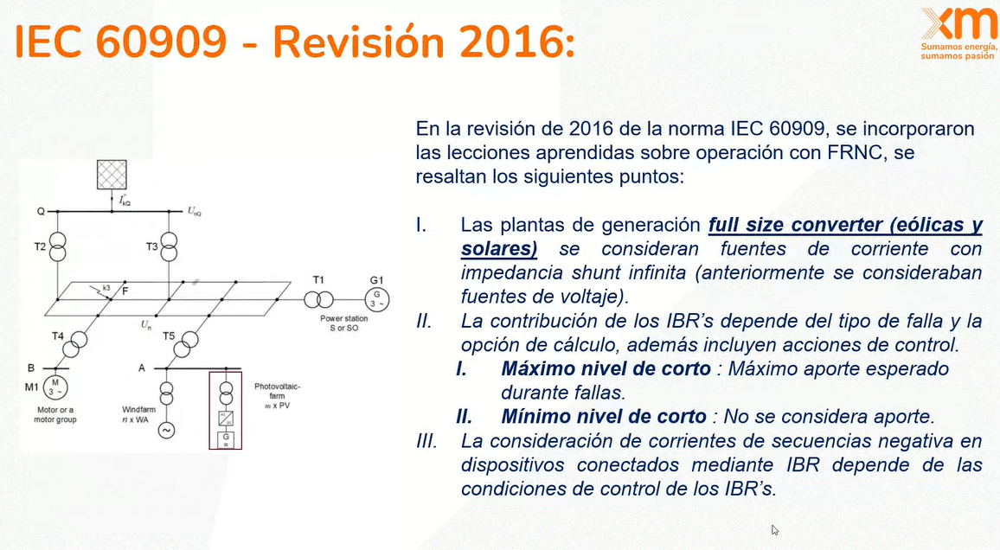 IEC 60909 - Revisión 2016:
xm
Sumamos energía,
sumamos pasión
En la revisión de 2016 de la norma IEC 60909, se incorporaron
las lecciones aprendidas sobre operación con FRNC, se
resaltan los siguientes puntos:
I. Las plantas de generación full size converter (eólicas y
solares) se consideran fuentes de corriente con
impedancia shunt infinita (anteriormente se consideraban
fuentes de voltaje).
II. La contribución de los IBR's depende del tipo de falla y la
opción de cálculo, además incluyen acciones de control.
I. Máximo nivel de corto : Máximo aporte esperado
durante fallas.
II. Mínimo nivel de corto : No se considera aporte.
III. La consideración de corrientes de secuencias negativa en
dispositivos conectados mediante IBR depende de las
condiciones de control de los IBR's.
I"kQ
Q
UnQ
T2
T3
k3
F
T1
G1
G
3 ~
Power station
S or SO
Un
T4
T5
B
A
M1
M
3 ~
Motor or a
motor group
Windfarm
n x WA
~
G
=
Photovoltaic-
farm
m x PV